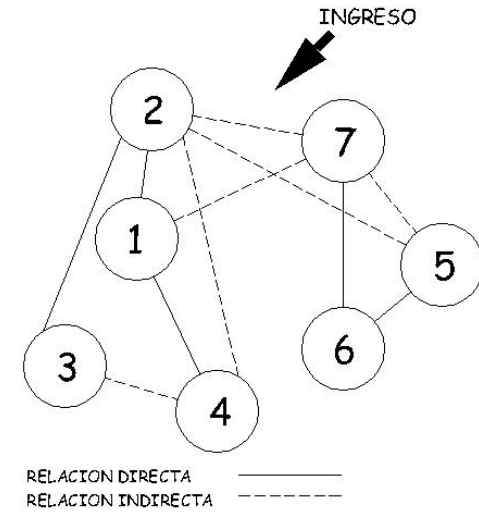 INGRESO
2
7
1
5
6
3
4
RELACION DIRECTA
RELACION INDIRECTA